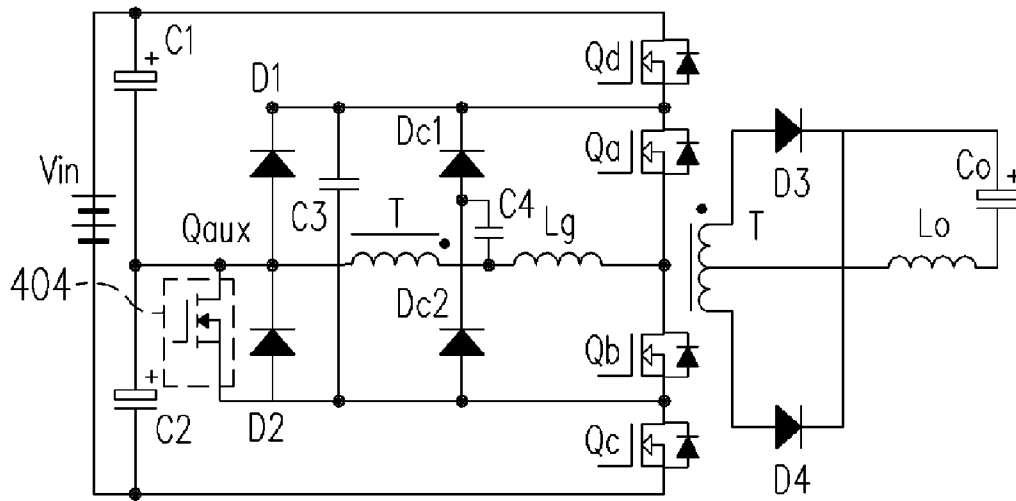 C1
+
Qd
D1
Dc1
Qa
Vin
C3
T
C4
Lg
D3
T
Co
+
Lo
Qaux
404
Dc2
Qb
+
C2
D2
Qc
D4